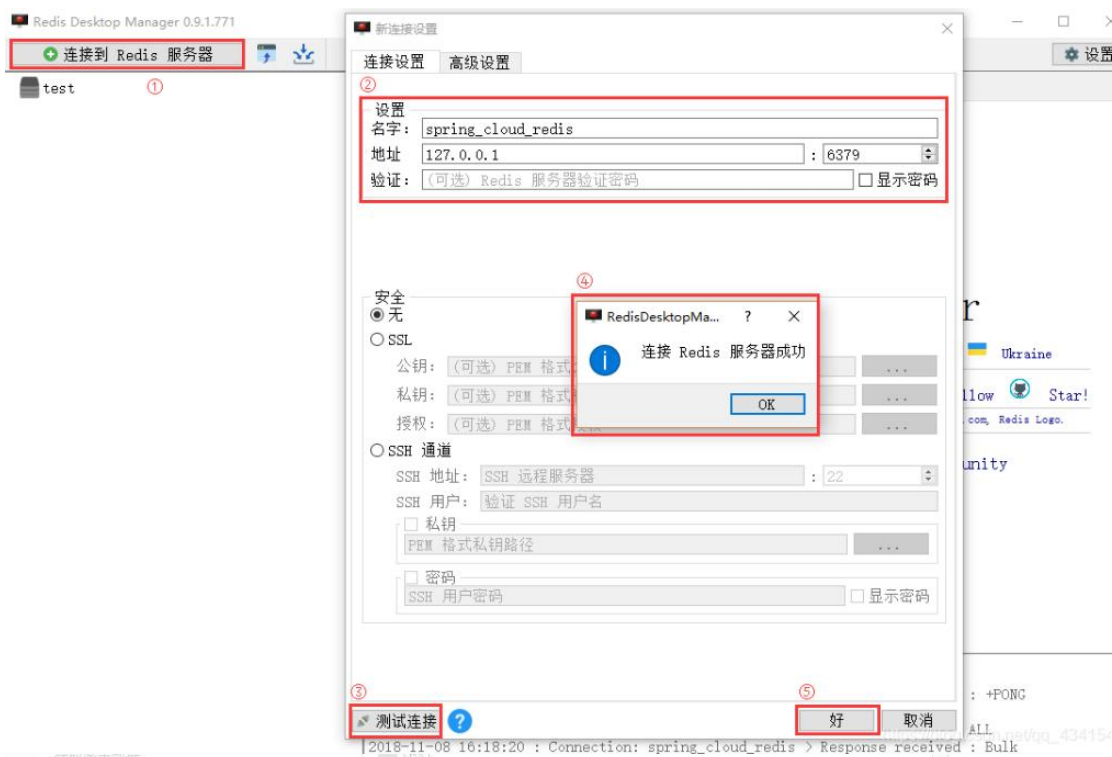 Redis Desktop Manager 0.9.1.771
连接到 Redis 服务器
设置
test
①
新连接设置
连接设置 高级设置
②
设置
名字: spring_cloud_redis
地址 127.0.0.1 : 6379
验证: (可选) Redis 服务器验证密码 显示密码
④
安全
无
SSL
公钥: (可选) PEM 格式 ...
私钥: (可选) PEM 格式 ...
授权: (可选) PEM 格式 ...
RedisDesktopMa... ?
连接 Redis 服务器成功
OK
SSH 通道
SSH 地址: SSH 远程服务器 : 22
SSH 用户: 验证 SSH 用户名
私钥
PEM 格式私钥路径 ...
密码
SSH 用户密码 显示密码
③
测试连接 ?
⑤
好 取消
r
Ukraine
llow Star!
com, Redis Logo.
unity
: +PONG
ALL
2018-11-08 16:18:20 : Connection: spring_cloud_redis > Response received : Bulk